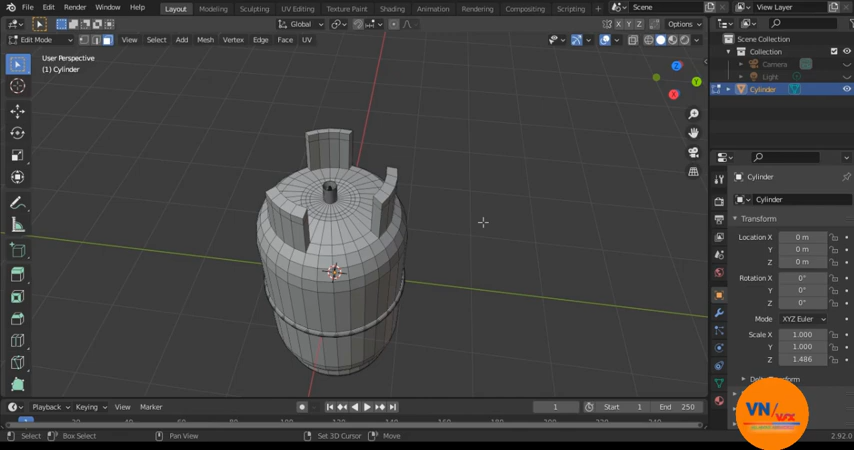 File Edit Render Window Help Layout Modeling Sculpting UV Editing Texture Paint Shading Animation Rendering Compositing Scripting Scene View Layer
Global X Y Z Options
Edit Mode View Select Add Mesh Vertex Edge Face UV
User Perspective
(1) Cylinder
Z
Y
X
Scene Collection
Collection
Camera
Light
Cylinder
Cylinder
Cylinder
Transform
Location X 0 m
Y 0 m
Z 0 m
Rotation X 0°
Y 0°
Z 0°
Mode XYZ Euler
Scale X 1.000
Y 1.000
Z 1.486
Playback Keying View Marker 1 Start 1 End 250
Select Box Select Pan View Set 3D Cursor Move 2.92.0
VN/VFX